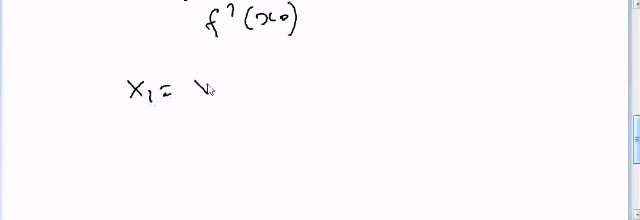 f'(x₀)
x₁ =